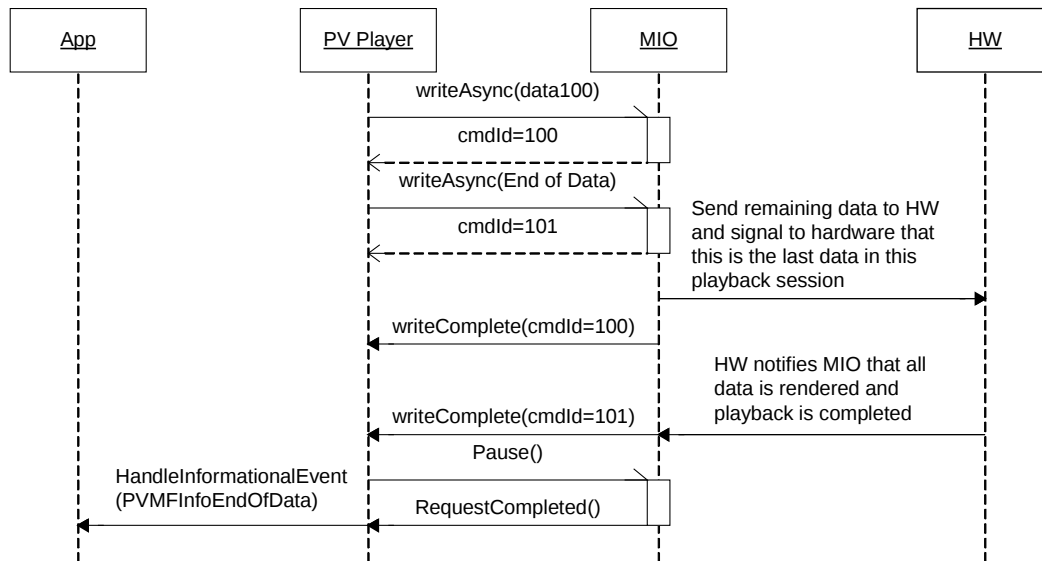 App
PV Player
MIO
HW
writeAsync(data100)
cmdId=100
writeAsync(End of Data)
cmdId=101
Send remaining data to HW
and signal to hardware that
this is the last data in this
playback session
writeComplete(cmdId=100)
HW notifies MIO that all
data is rendered and
playback is completed
writeComplete(cmdId=101)
Pause()
HandleInformationalEvent
(PVMFInfoEndOfData)
RequestCompleted()